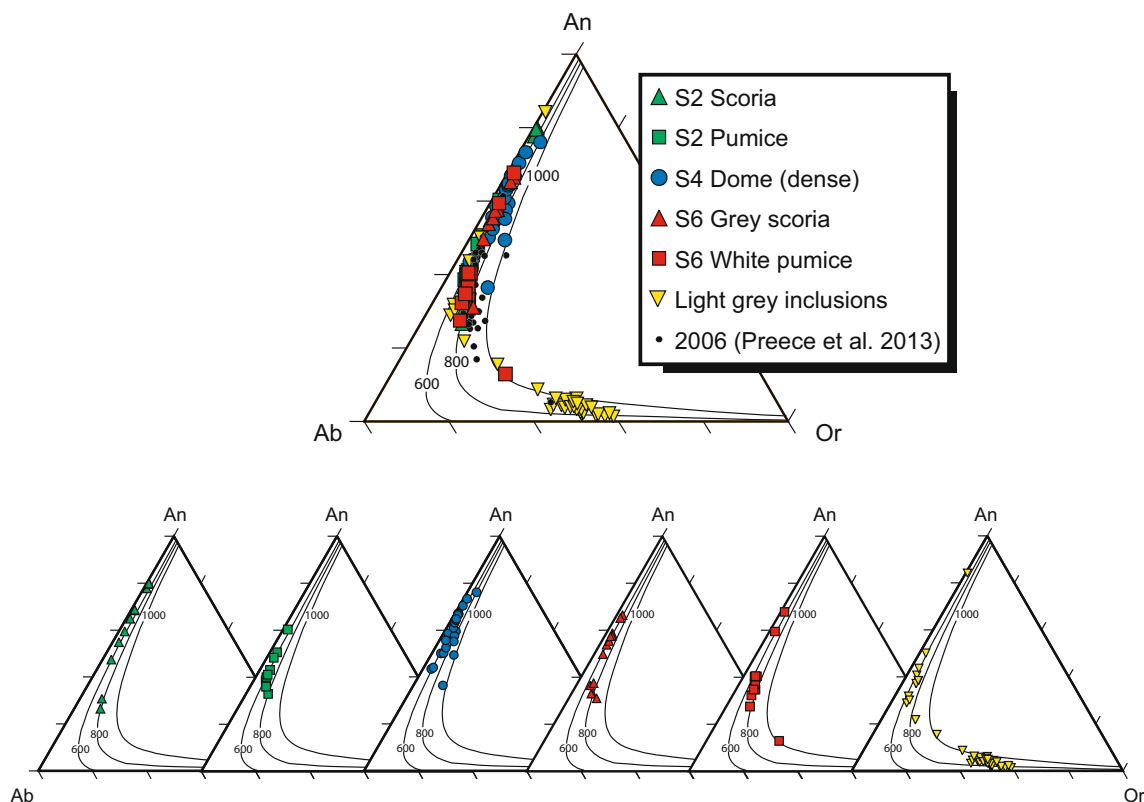 An
S2 Scoria
S2 Pumice
S4 Dome (dense)
S6 Grey scoria
S6 White pumice
Light grey inclusions
2006 (Preece et al. 2013)
1000
800
600
Ab
Or
An
An
An
An
An
An
1000
1000
1000
1000
1000
1000
600
800
600
800
600
800
600
800
600
800
600
800
Ab
Or